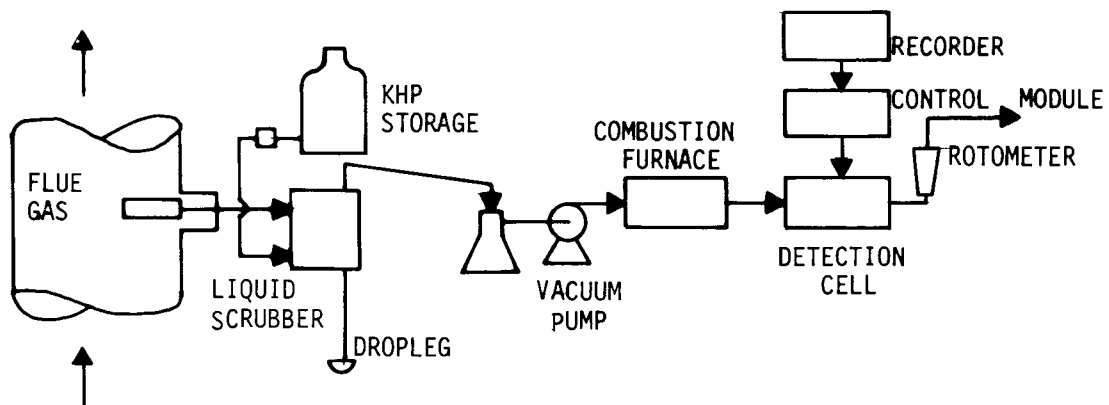 RECORDER
KHP
STORAGE
CONTROL MODULE
COMBUSTION
FURNACE
ROTOMETER
FLUE
GAS
DETECTION
CELL
LIQUID
SCRUBBER
VACUUM
PUMP
DROPLEG